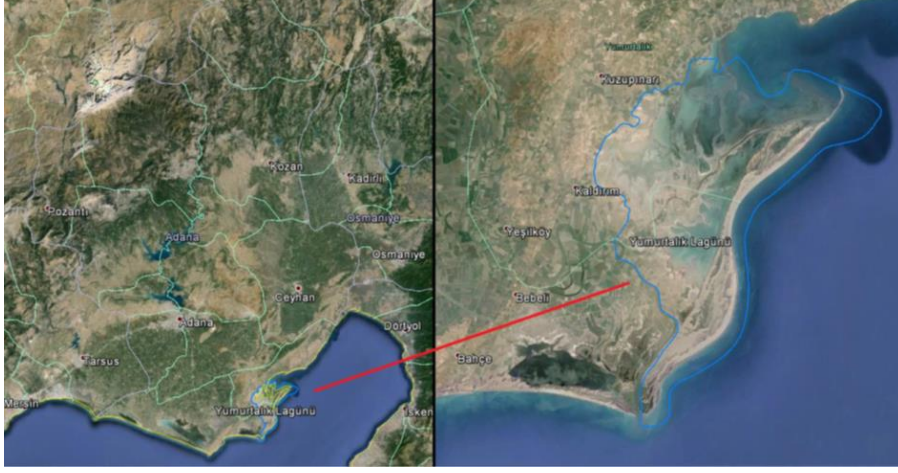 Kozan
Kadirli
Pozantı
Osmaniye
Adana
Osmaniye
Ceyhan
Adana
Dörtyol
Tarsus
Mersin
Yumurtalık Lagünü
İsken
Yumurtalık
Kuzupınarı
Kaldırım
Yeşilköy
Yumurtalık Lagünü
Bebeli
Bahçe